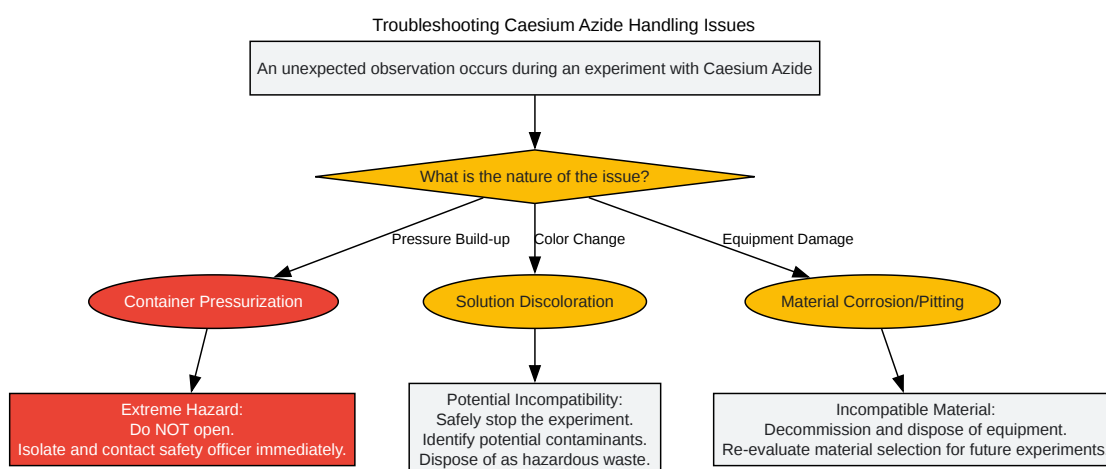 Troubleshooting Caesium Azide Handling Issues
An unexpected observation occurs during an experiment with Caesium Azide
What is the nature of the issue?
Pressure Build-up
Color Change
Equipment Damage
Container Pressurization
Solution Discoloration
Material Corrosion/Pitting
Extreme Hazard:
Do NOT open.
Isolate and contact safety officer immediately.
Potential Incompatibility:
Safely stop the experiment.
Identify potential contaminants.
Dispose of as hazardous waste.
Incompatible Material:
Decommission and dispose of equipment.
Re-evaluate material selection for future experiments